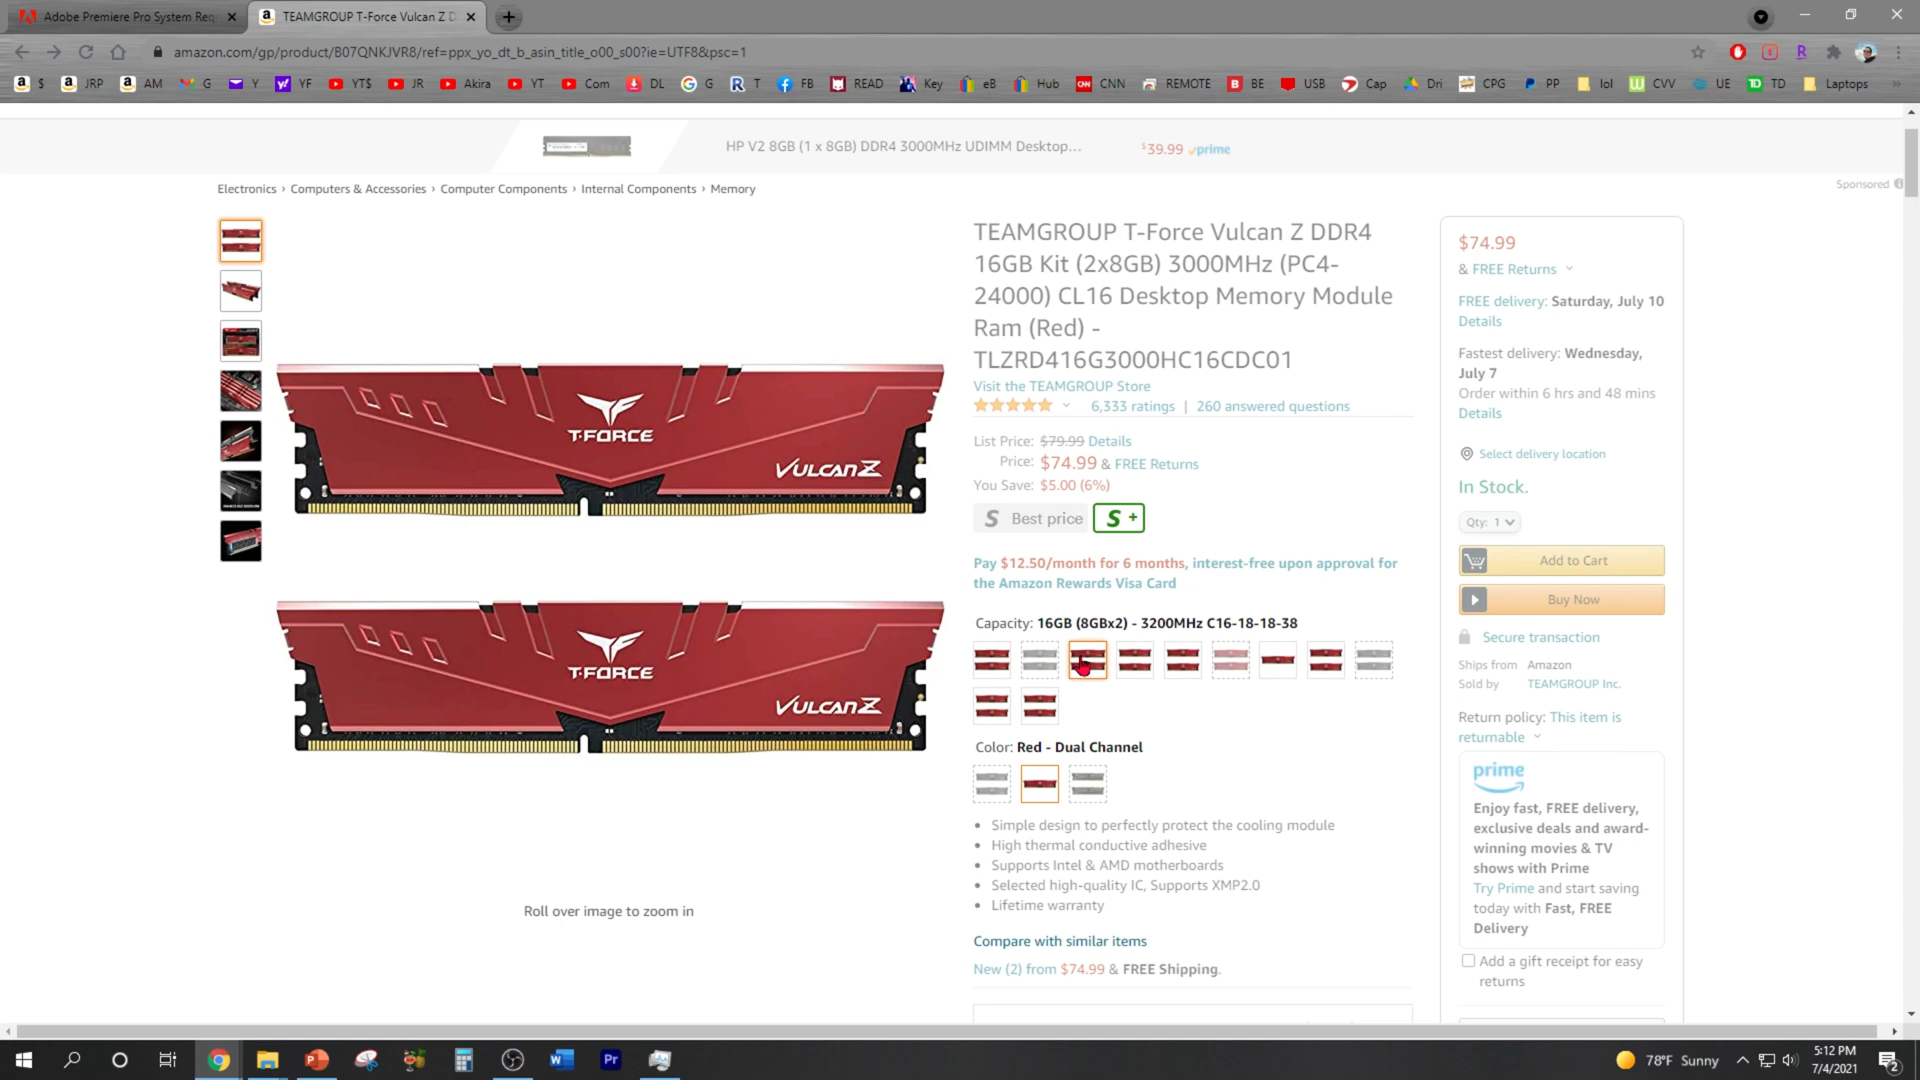 Adobe Premiere Pro System Req
TEAMGROUP T-Force Vulcan Z D
amazon.com/gp/product/B07QNKJVR8/ref=ppx_yo_dt_b_asin_title_o00_s00?ie=UTF8&psc=1
$ JRP AM G Y YF YT$ JR Akira YT Com DL G T FB READ Key eB Hub CNN REMOTE BE USB Cap Dri CPG PP lol CVV UE TD Laptops
HP V2 8GB (1 x 8GB) DDR4 3000MHz UDIMM Desktop... $39.99 prime
Sponsored
Electronics › Computers & Accessories › Computer Components › Internal Components › Memory
T-FORCE
VULCANZ
T-FORCE
VULCANZ
Roll over image to zoom in
TEAMGROUP T-Force Vulcan Z DDR4
16GB Kit (2x8GB) 3000MHz (PC4-
24000) CL16 Desktop Memory Module
Ram (Red) -
TLZRD416G3000HC16CDC01
Visit the TEAMGROUP Store
6,333 ratings | 260 answered questions
List Price: $79.99 Details
Price: $74.99 & FREE Returns
You Save: $5.00 (6%)
S Best price S +
Pay $12.50/month for 6 months, interest-free upon approval for
the Amazon Rewards Visa Card
Capacity: 16GB (8GBx2) - 3200MHz C16-18-18-38
Color: Red - Dual Channel
• Simple design to perfectly protect the cooling module
• High thermal conductive adhesive
• Supports Intel & AMD motherboards
• Selected high-quality IC, Supports XMP2.0
• Lifetime warranty
Compare with similar items
New (2) from $74.99 & FREE Shipping.
$74.99
& FREE Returns
FREE delivery: Saturday, July 10
Details
Fastest delivery: Wednesday,
July 7
Order within 6 hrs and 48 mins
Details
Select delivery location
In Stock.
Qty: 1
Add to Cart
Buy Now
Secure transaction
Ships from Amazon
Sold by TEAMGROUP Inc.
Return policy: This item is
returnable
prime
Enjoy fast, FREE delivery,
exclusive deals and award-
winning movies & TV
shows with Prime
Try Prime and start saving
today with Fast, FREE
Delivery
Add a gift receipt for easy
returns
78°F Sunny
5:12 PM
7/4/2021
2